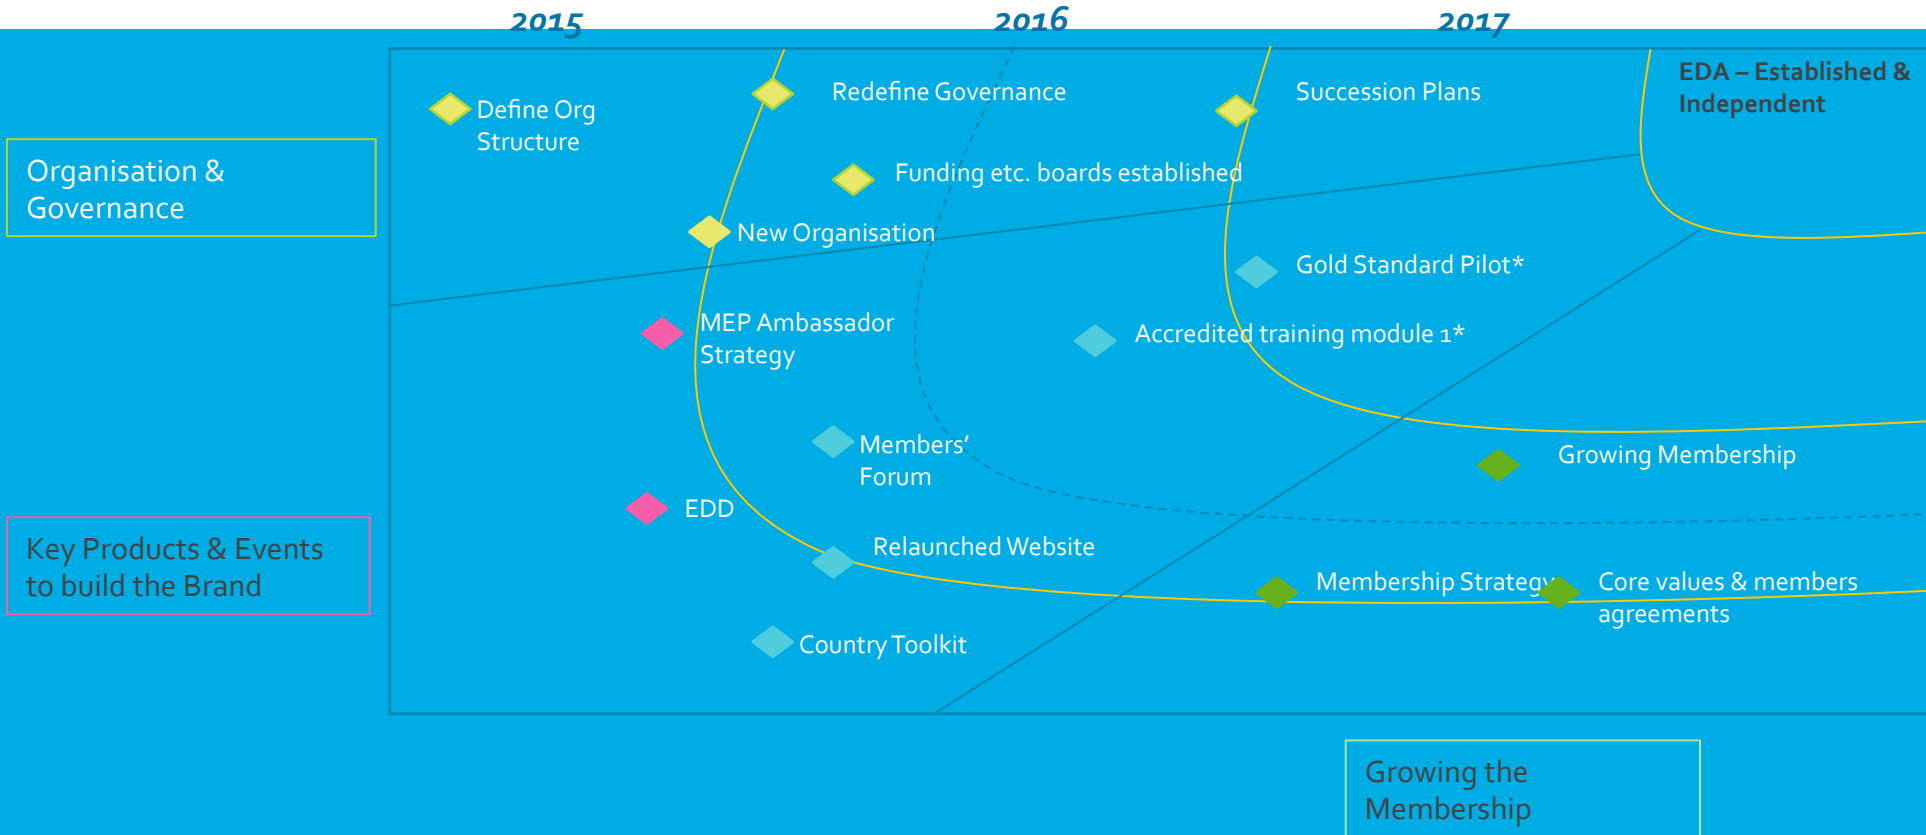 2015
2016
2017
EDA – Established &
Independent
Define Org
Structure
Redefine Governance
Succession Plans
Organisation &
Governance
Funding etc. boards established
New Organisation
Gold Standard Pilot*
MEP Ambassador
Strategy
Accredited training module 1*
Members’
Forum
Growing Membership
EDD
Key Products & Events
to build the Brand
Relaunched Website
Membership Strategy
Core values & members
agreements
Country Toolkit
Growing the
Membership